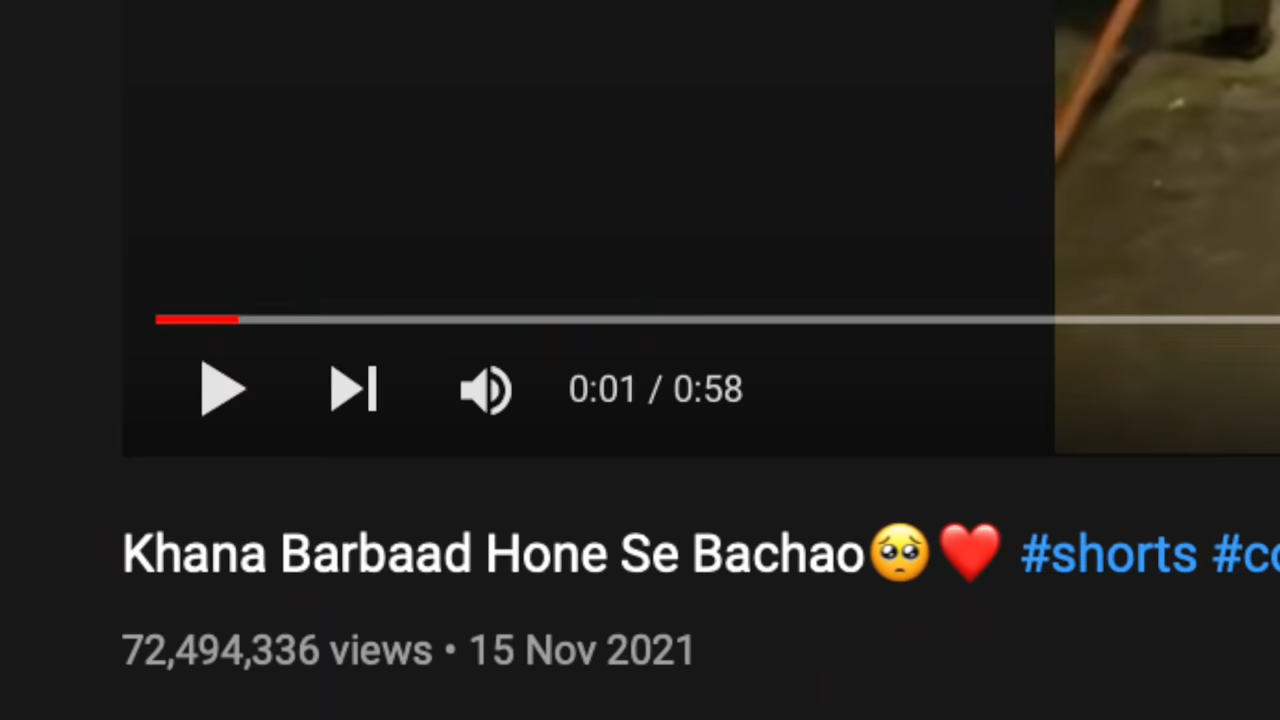 0:01 / 0:58
Khana Barbaad Hone Se Bachao🥺❤️ #shorts
72,494,336 views • 15 Nov 2021